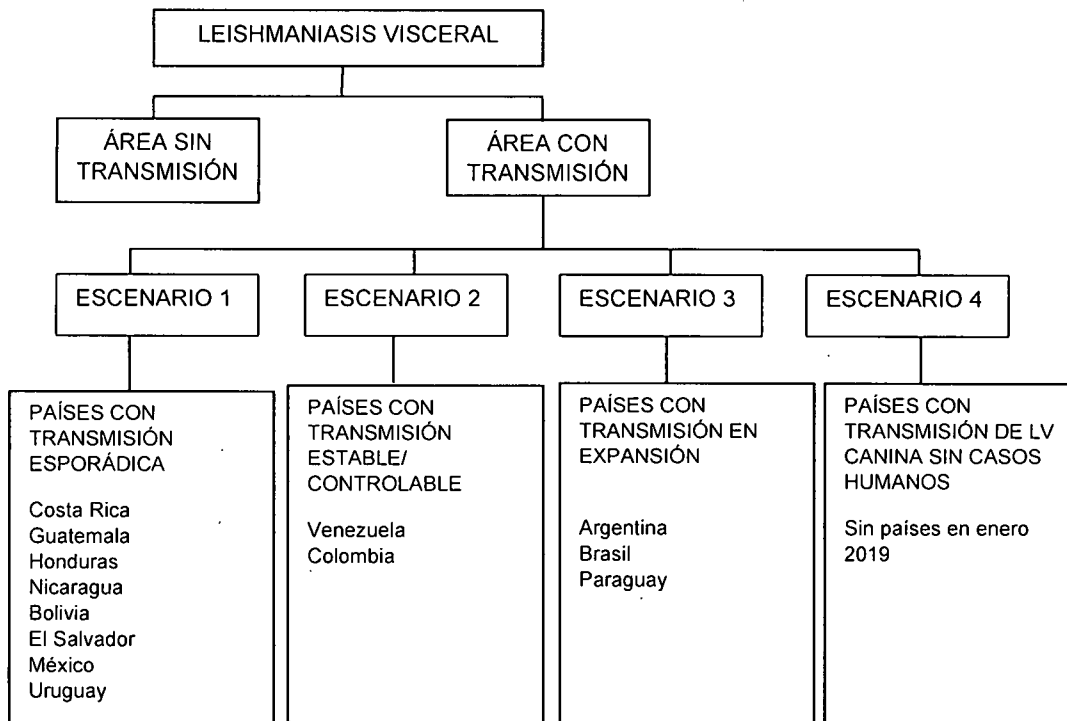 LEISHMANIASIS VISCERAL
ÁREA SIN
TRANSMISIÓN
ÁREA CON
TRANSMISIÓN
ESCENARIO 1
ESCENARIO 2
ESCENARIO 3
ESCENARIO 4
PAÍSES CON
TRANSMISIÓN
ESPORÁDICA
Costa Rica
Guatemala
Honduras
Nicaragua
Bolivia
El Salvador
México
Uruguay
PAÍSES CON
TRANSMISIÓN
ESTABLE/
CONTROLABLE
Venezuela
Colombia
PAÍSES CON
TRANSMISIÓN EN
EXPANSIÓN
Argentina
Brasil
Paraguay
PAÍSES CON
TRANSMISIÓN DE LV
CANINA SIN CASOS
HUMANOS
Sin países en enero
2019